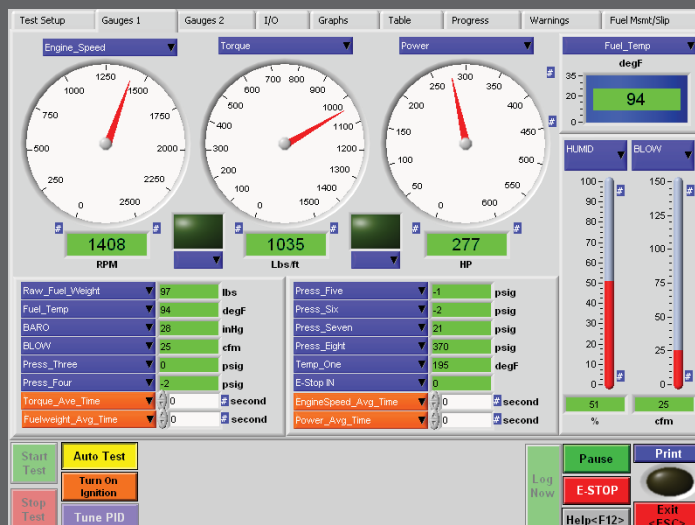 Test Setup Gauges 1 Gauges 2 I/O Graphs Table Progress Warnings Fuel Msmt/Slip
Engine_Speed Torque Power Fuel_Temp
degF
0 250 500 750 1000 1250 1500 1750 2000 2250 2525
0 100 200 300 400 500 600 700 800 900 1000 1100 1200 1300 1400 1500
0 50 100 150 200 250 300 350 400 450 500 550 600
35 20 0
94
# # # # # # # #
1408 1035 277
RPM Lbs/ft HP
HUMID BLOW
100 90 80 70 60 50 40 30 20 10 0
150 125 100 75 50 25 0
# # # #
51 25
% cfm
Raw_Fuel_Weight 97 lbs
Fuel_Temp 94 degF
BARO 28 inHg
BLOW 25 cfm
Press_Three 0 psig
Press_Four -2 psig
Torque_Ave_Time 0 # second
Fuelweight_Avg_Time 0 # second
Press_Five -1 psig
Press_Six -2 psig
Press_Seven 21 psig
Press_Eight 370 psig
Temp_One 195 degF
E-Stop IN 0
EngineSpeed_Avg_Time 0 # second
Power_Avg_Time 0 # second
Start
Test
Auto Test
Turn On
Ignition
Stop
Test
Tune PID
Log
Now
Pause
E-STOP
Help<F12>
Print
Exit
<ESC>